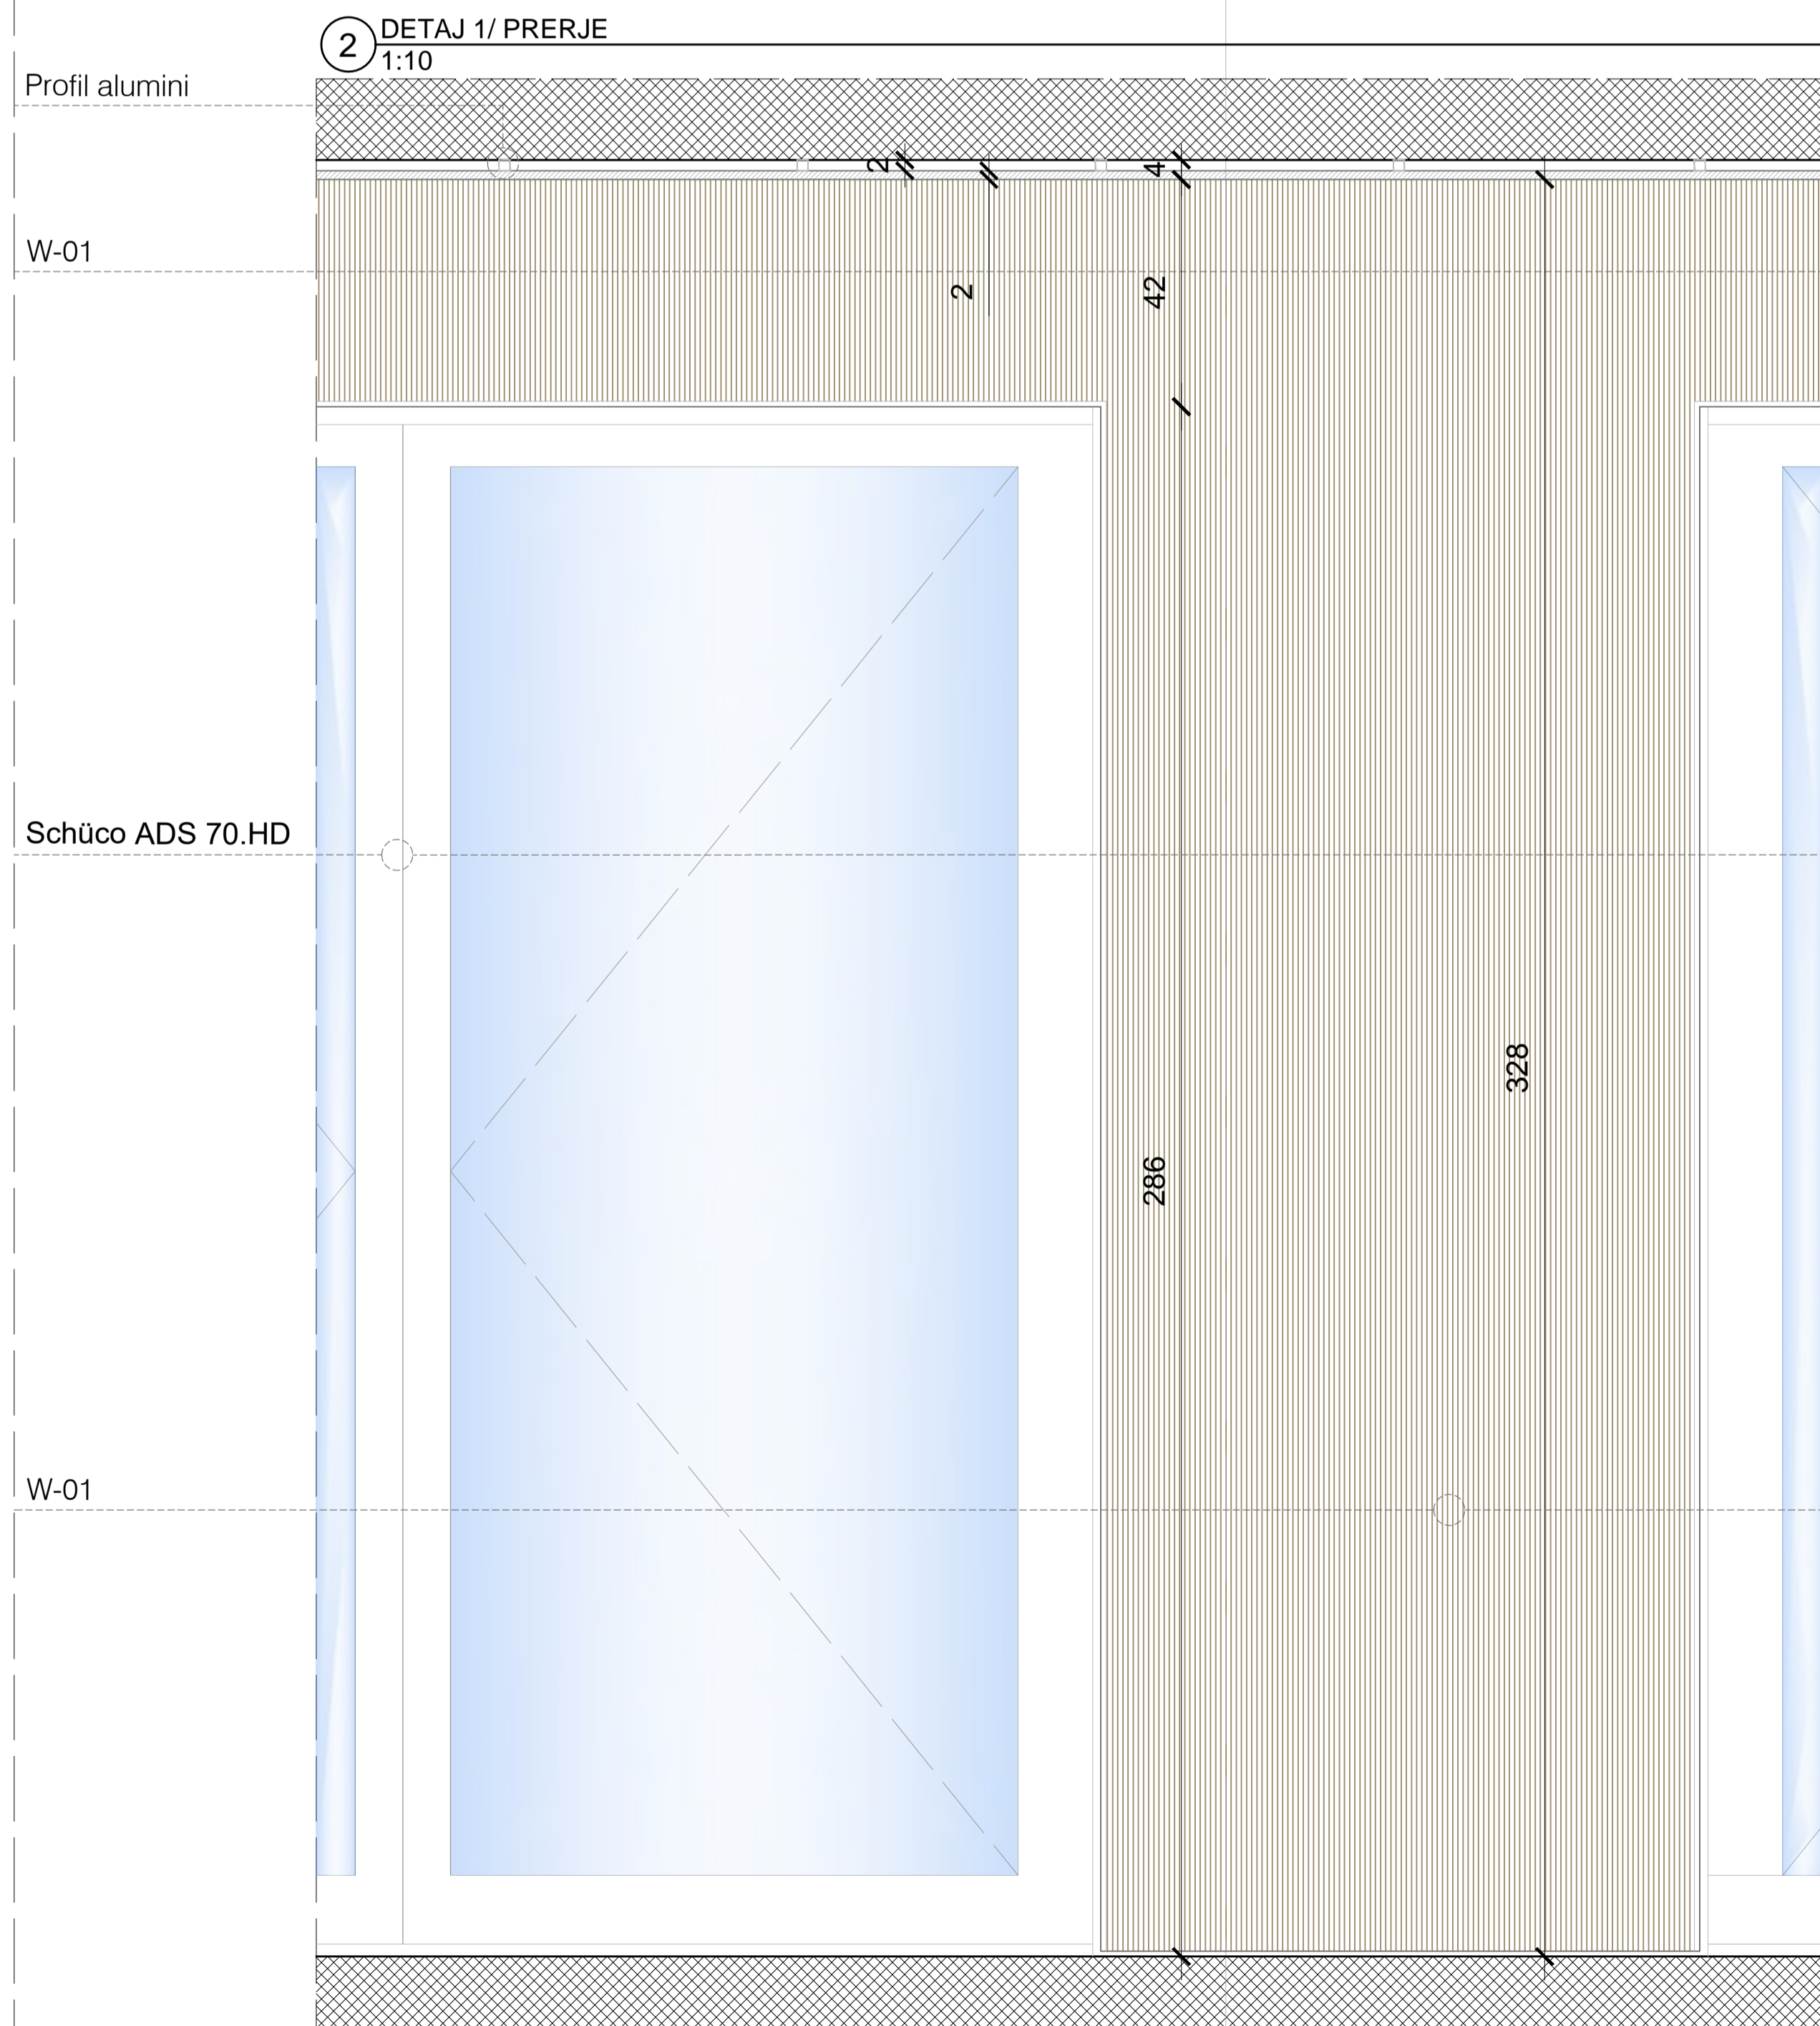 2
DETAJ 1/ PRERJE
1:10
Profil alumini
2
4
W-01
2
42
Schüco ADS 70.HD
328
286
W-01